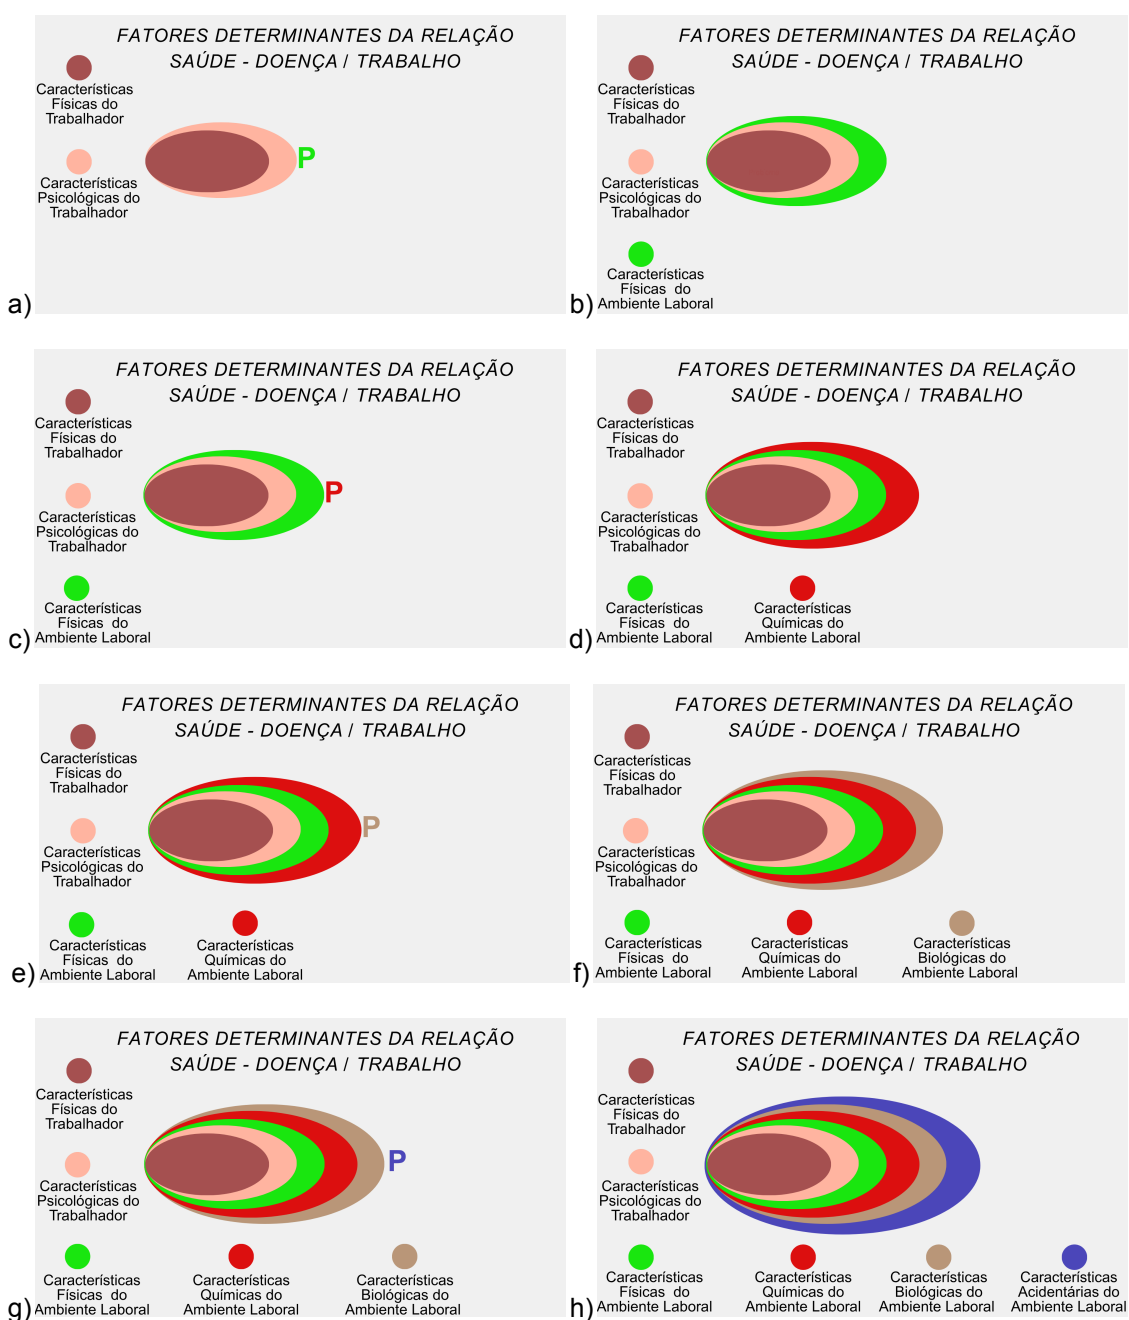 FATORES DETERMINANTES DA RELAÇÃO
SAÚDE - DOENÇA / TRABALHO
Características
Físicas do
Trabalhador
P
Características
Psicológicas do
Trabalhador
a)
FATORES DETERMINANTES DA RELAÇÃO
SAÚDE - DOENÇA / TRABALHO
Características
Físicas do
Trabalhador
Características
Psicológicas do
Trabalhador
Características
Físicas do
Ambiente Laboral
b)
FATORES DETERMINANTES DA RELAÇÃO
SAÚDE - DOENÇA / TRABALHO
Características
Físicas do
Trabalhador
P
Características
Psicológicas do
Trabalhador
Características
Físicas do
Ambiente Laboral
c)
FATORES DETERMINANTES DA RELAÇÃO
SAÚDE - DOENÇA / TRABALHO
Características
Físicas do
Trabalhador
Características
Psicológicas do
Trabalhador
Características
Físicas do
Ambiente Laboral
Características
Químicas do
Ambiente Laboral
d)
FATORES DETERMINANTES DA RELAÇÃO
SAÚDE - DOENÇA / TRABALHO
Características
Físicas do
Trabalhador
P
Características
Psicológicas do
Trabalhador
Características
Físicas do
Ambiente Laboral
Características
Químicas do
Ambiente Laboral
e)
FATORES DETERMINANTES DA RELAÇÃO
SAÚDE - DOENÇA / TRABALHO
Características
Físicas do
Trabalhador
Características
Psicológicas do
Trabalhador
Características
Físicas do
Ambiente Laboral
Características
Químicas do
Ambiente Laboral
Características
Biológicas do
Ambiente Laboral
f)
FATORES DETERMINANTES DA RELAÇÃO
SAÚDE - DOENÇA / TRABALHO
Características
Físicas do
Trabalhador
P
Características
Psicológicas do
Trabalhador
Características
Físicas do
Ambiente Laboral
Características
Químicas do
Ambiente Laboral
Características
Biológicas do
Ambiente Laboral
g)
FATORES DETERMINANTES DA RELAÇÃO
SAÚDE - DOENÇA / TRABALHO
Características
Físicas do
Trabalhador
Características
Psicológicas do
Trabalhador
Características
Físicas do
Ambiente Laboral
Características
Químicas do
Ambiente Laboral
Características
Biológicas do
Ambiente Laboral
Características
Acidentárias do
Ambiente Laboral
h)